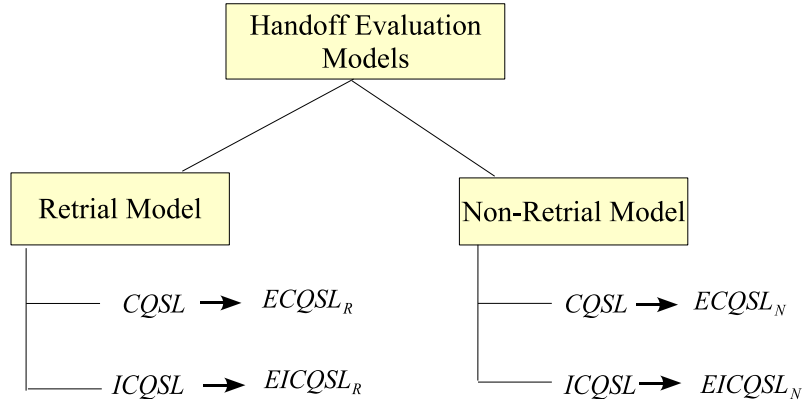 Handoff Evaluation
Models
Retrial Model
Non-Retrial Model
CQSL → ECQSL_R
ICQSL → EICQSL_R
CQSL → ECQSL_N
ICQSL → EICQSL_N